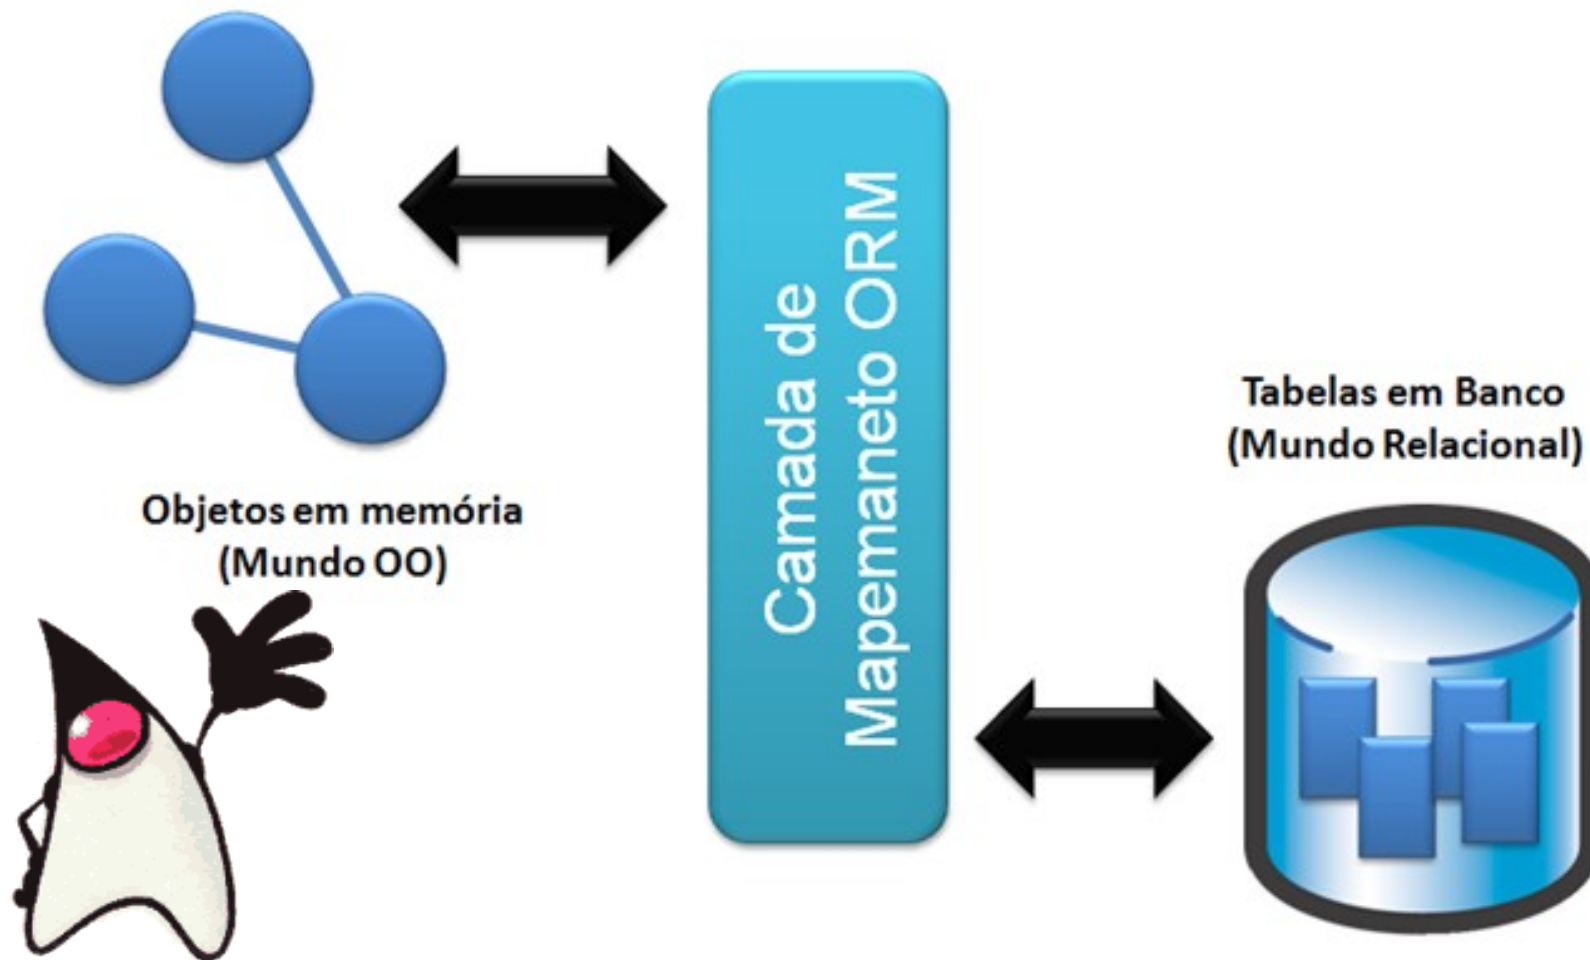 Objetos em memória
(Mundo OO)
Camada de
Mapemaneto ORM
Tabelas em Banco
(Mundo Relacional)